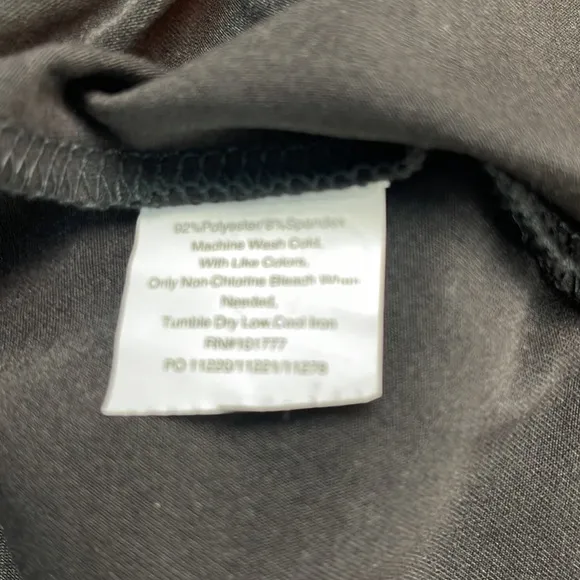 92%Polyester/8%Spandex
Machine Wash Cold,
With Like Colors,
Only Non-Chlorine Bleach When
Needed,
Tumble Dry Low,Cool Iron
RN#131777
PO 11220/11221/11278